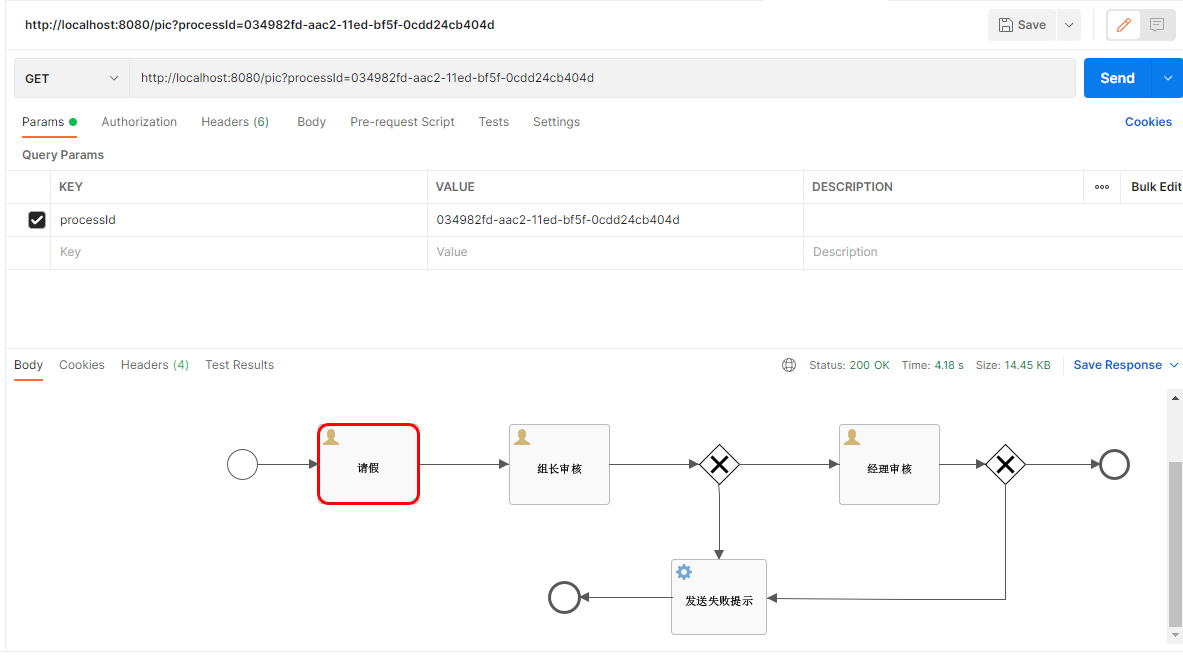 http://localhost:8080/pic?processId=034982fd-aac2-11ed-bf5f-0cdd24cb404d
Save
GET
http://localhost:8080/pic?processId=034982fd-aac2-11ed-bf5f-0cdd24cb404d
Send
Params Authorization Headers (6) Body Pre-request Script Tests Settings Cookies
Query Params
KEY VALUE DESCRIPTION Bulk Edit
processId 034982fd-aac2-11ed-bf5f-0cdd24cb404d
Key Value Description
Body Cookies Headers (4) Test Results Status: 200 OK Time: 4.18 s Size: 14.45 KB Save Response
请假 组长审核 经理审核
发送失败提示